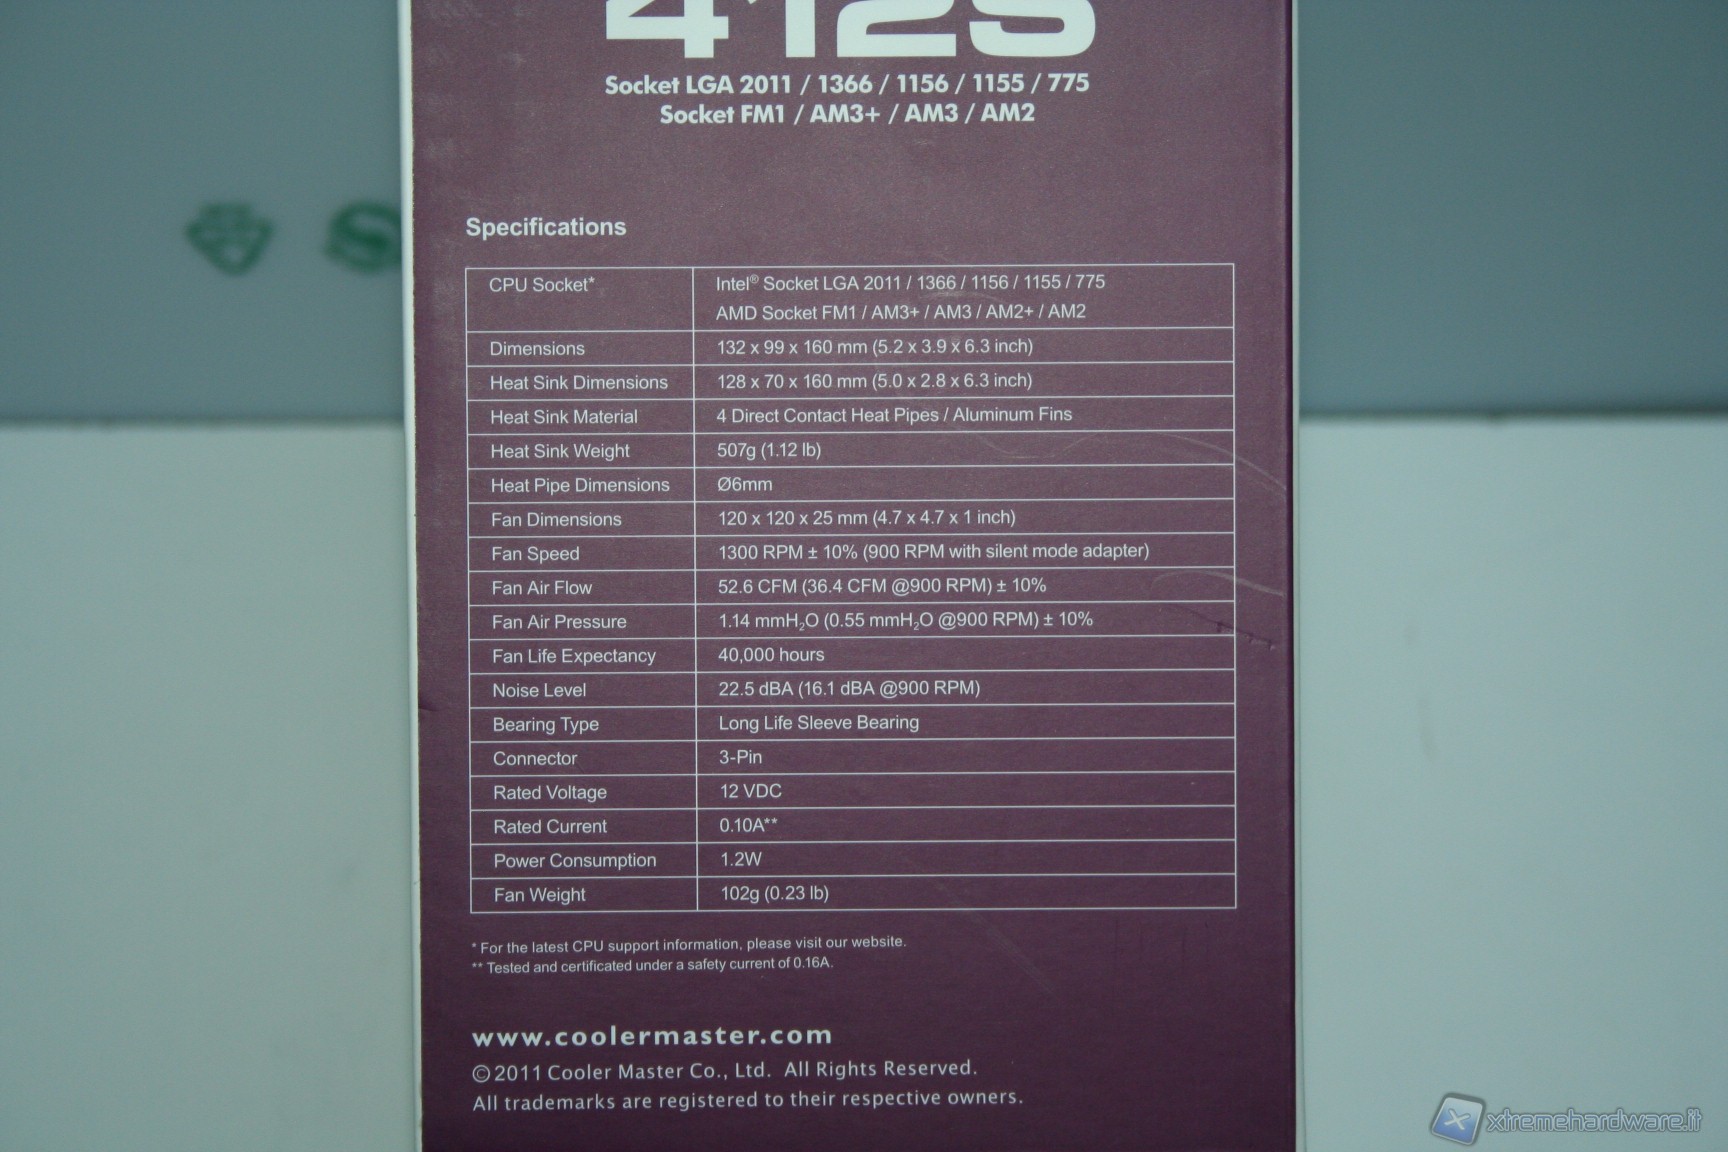 412S
Socket LGA 2011 / 1366 / 1156 / 1155 / 775
Socket FM1 / AM3+ / AM3 / AM2
Specifications
CPU Socket* Intel® Socket LGA 2011 / 1366 / 1156 / 1155 / 775
AMD Socket FM1 / AM3+ / AM3 / AM2+ / AM2
Dimensions 132 x 99 x 160 mm (5.2 x 3.9 x 6.3 inch)
Heat Sink Dimensions 128 x 70 x 160 mm (5.0 x 2.8 x 6.3 inch)
Heat Sink Material 4 Direct Contact Heat Pipes / Aluminum Fins
Heat Sink Weight 507g (1.12 lb)
Heat Pipe Dimensions Ø6mm
Fan Dimensions 120 x 120 x 25 mm (4.7 x 4.7 x 1 inch)
Fan Speed 1300 RPM ± 10% (900 RPM with silent mode adapter)
Fan Air Flow 52.6 CFM (36.4 CFM @900 RPM) ± 10%
Fan Air Pressure 1.14 mmH₂O (0.55 mmH₂O @900 RPM) ± 10%
Fan Life Expectancy 40,000 hours
Noise Level 22.5 dBA (16.1 dBA @900 RPM)
Bearing Type Long Life Sleeve Bearing
Connector 3-Pin
Rated Voltage 12 VDC
Rated Current 0.10A**
Power Consumption 1.2W
Fan Weight 102g (0.23 lb)
* For the latest CPU support information, please visit our website.
** Tested and certificated under a safety current of 0.16A.
www.coolermaster.com
©2011 Cooler Master Co., Ltd. All Rights Reserved.
All trademarks are registered to their respective owners.
xtremehardware.it